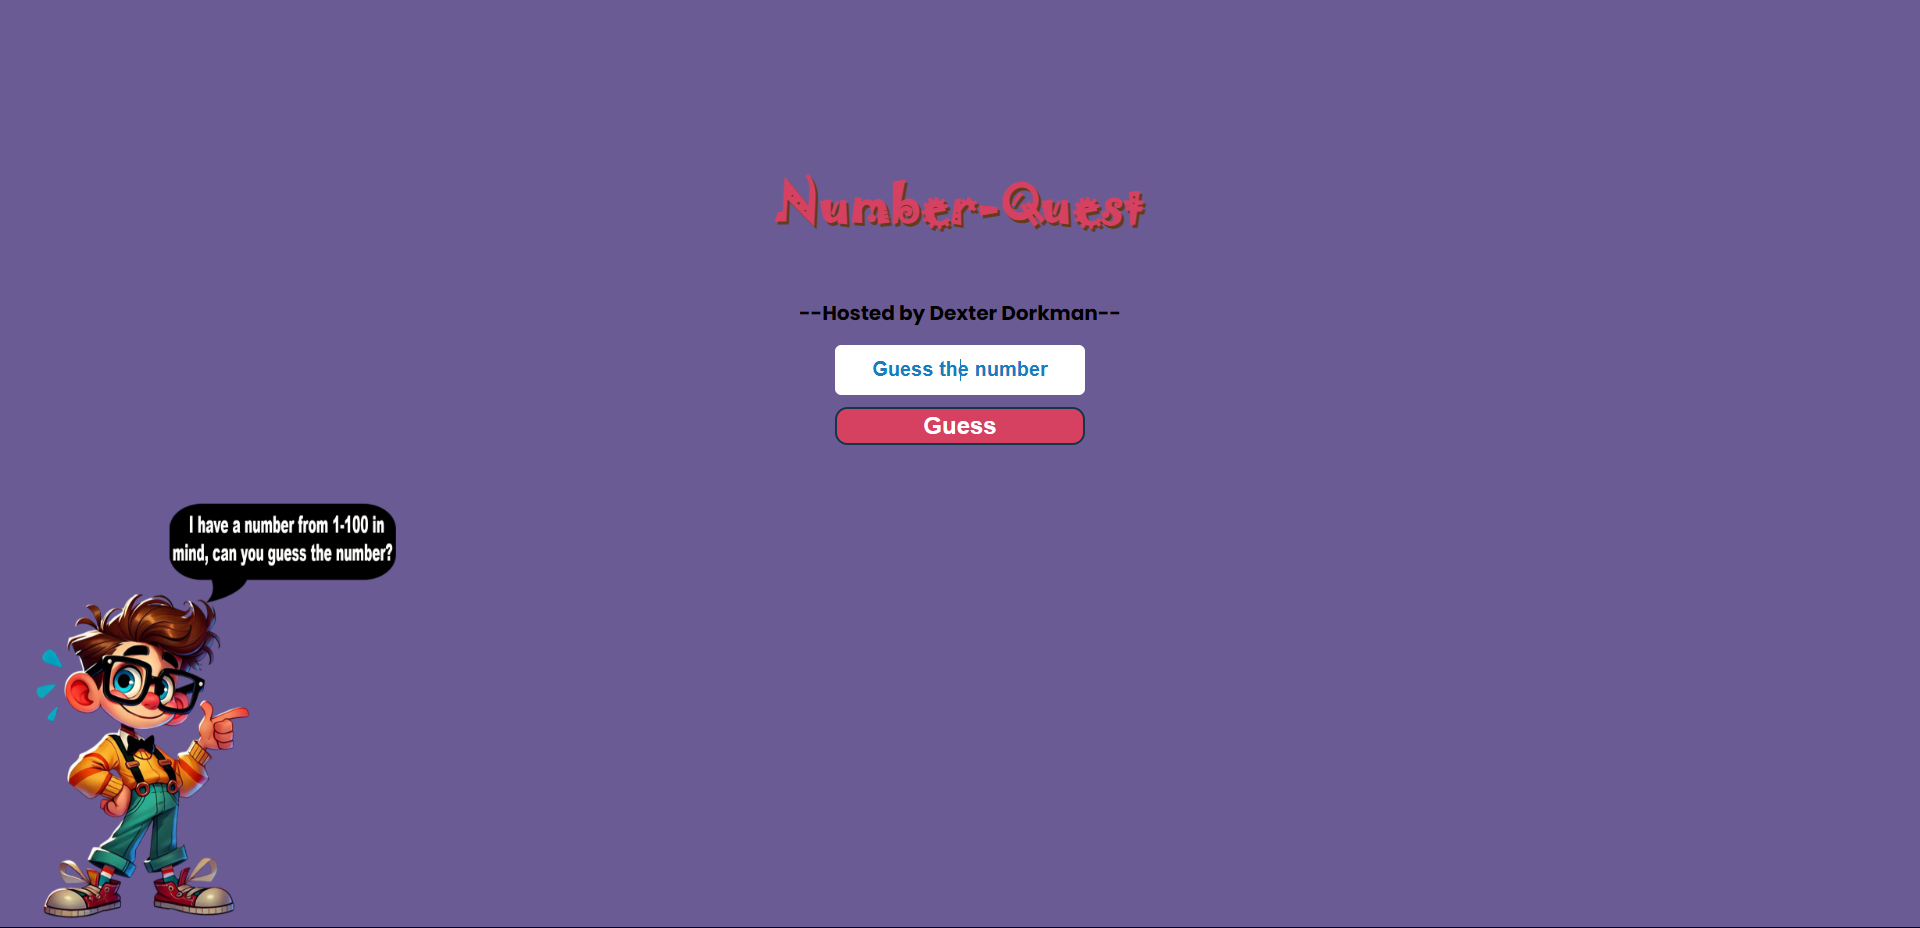 Number-Quest
--Hosted by Dexter Dorkman--
Guess the number
Guess
I have a number from 1-100 in
mind, can you guess the number?